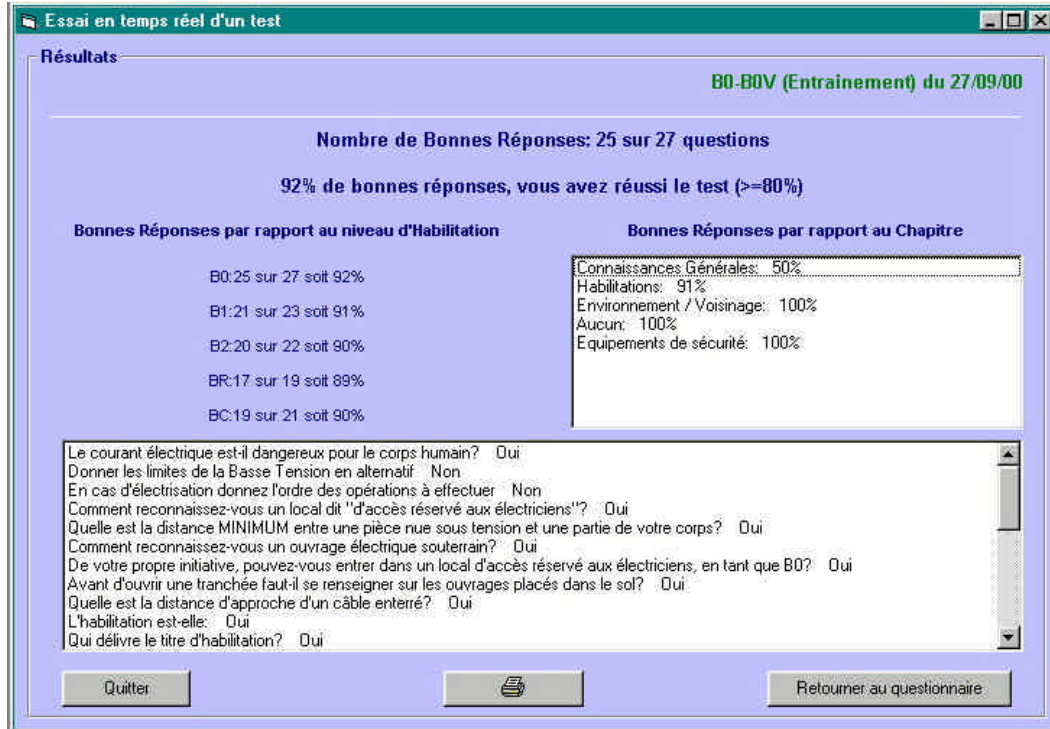 Essai en temps réel d'un test
Résultats
B0-B0V (Entrainement) du 27/09/00
Nombre de Bonnes Réponses: 25 sur 27 questions
92% de bonnes réponses, vous avez réussi le test (>=80%)
Bonnes Réponses par rapport au niveau d'Habilitation
B0:25 sur 27 soit 92%
B1:21 sur 23 soit 91%
B2:20 sur 22 soit 90%
BR:17 sur 19 soit 89%
BC:19 sur 21 soit 90%
Bonnes Réponses par rapport au Chapitre
Connaissances Générales: 50%
Habilitations: 91%
Environnement / Voisinage: 100%
Aucun: 100%
Equipements de sécurité: 100%
Le courant électrique est-il dangereux pour le corps humain? Oui
Donner les limites de la Basse Tension en alternatif Non
En cas d'électrisation donnez l'ordre des opérations à effectuer Non
Comment reconnaissez-vous un local dit "d'accès réservé aux électriciens"? Oui
Quelle est la distance MINIMUM entre une pièce nue sous tension et une partie de votre corps? Oui
Comment reconnaissez-vous un ouvrage électrique souterrain? Oui
De votre propre initiative, pouvez-vous entrer dans un local d'accès réservé aux électriciens, en tant que B0? Oui
Avant d'ouvrir une tranchée faut-il se renseigner sur les ouvrages placés dans le sol? Oui
Quelle est la distance d'approche d'un câble enterré? Oui
L'habilitation est-elle: Oui
Qui délivre le titre d'habilitation? Oui
Quitter
Retourner au questionnaire